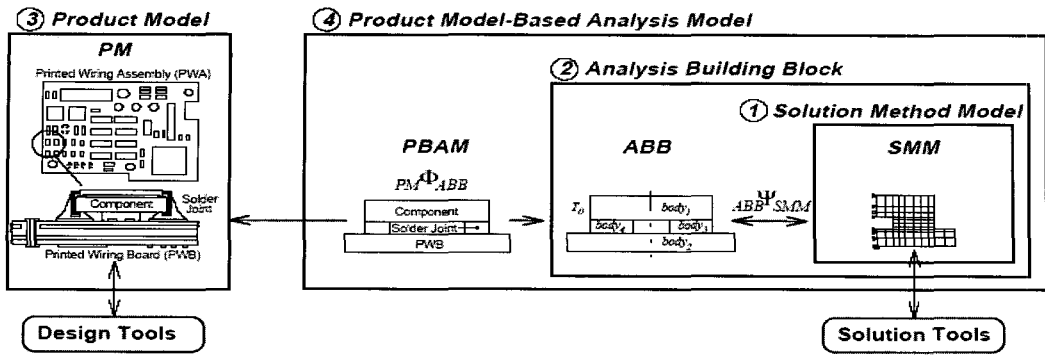 ③ Product Model
④ Product Model-Based Analysis Model
PM
Printed Wiring Assembly (PWA)
② Analysis Building Block
① Solution Method Model
PBAM
ABB
SMM
PMΦABB
Component
Solder Joint
Component
Solder Joint
PWB
To
body1
body4
body3
body2
ABBΨSMM
Printed Wiring Board (PWB)
Design Tools
Solution Tools